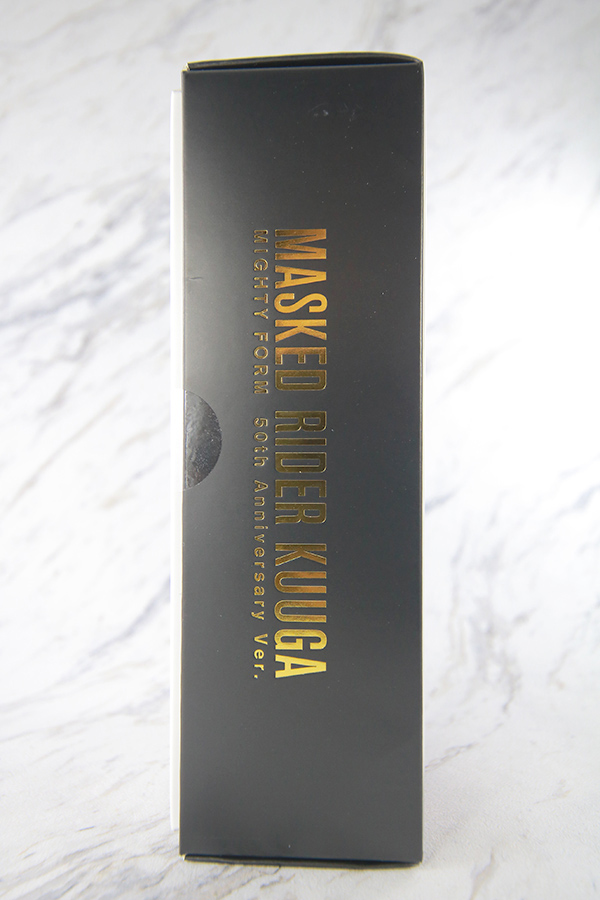 MASKED RIDER KUUGA
MIGHTY FORM 50th Anniversary Ver.